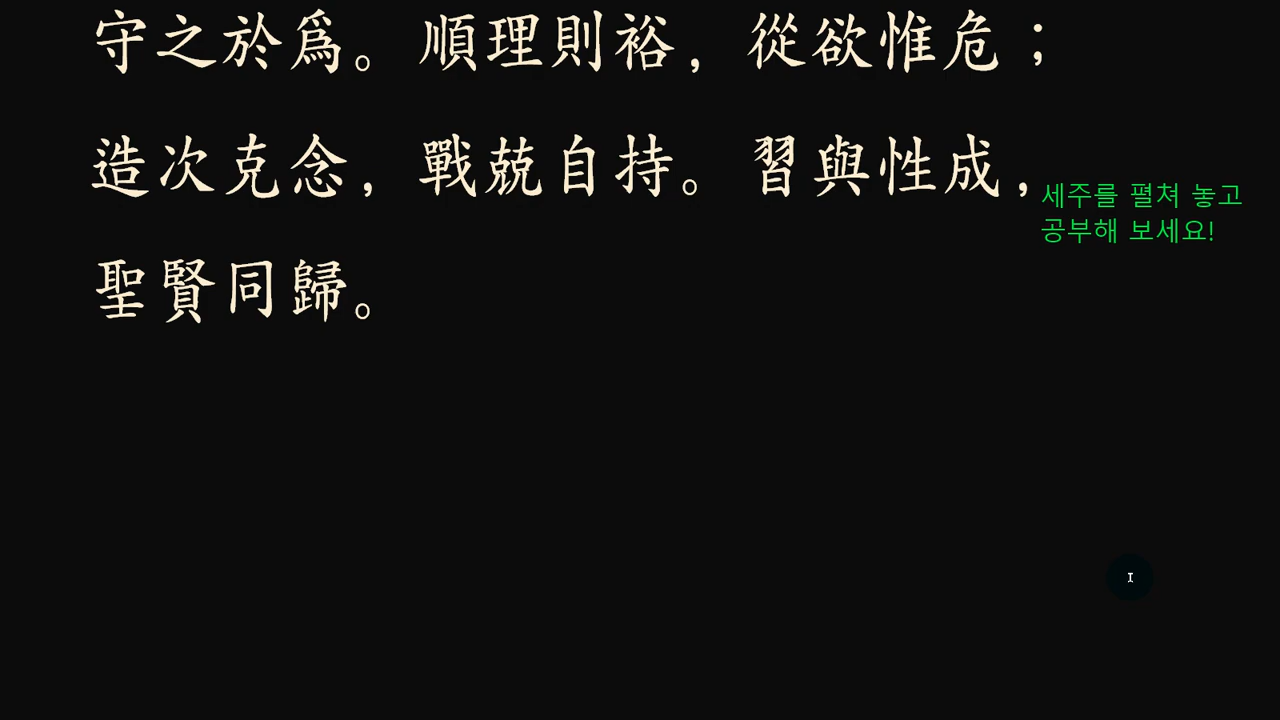 守之於爲。順理則裕，從欲惟危；
造次克念，戰兢自持。習與性成，
聖賢同歸。
세주를 펼쳐 놓고
공부해 보세요!